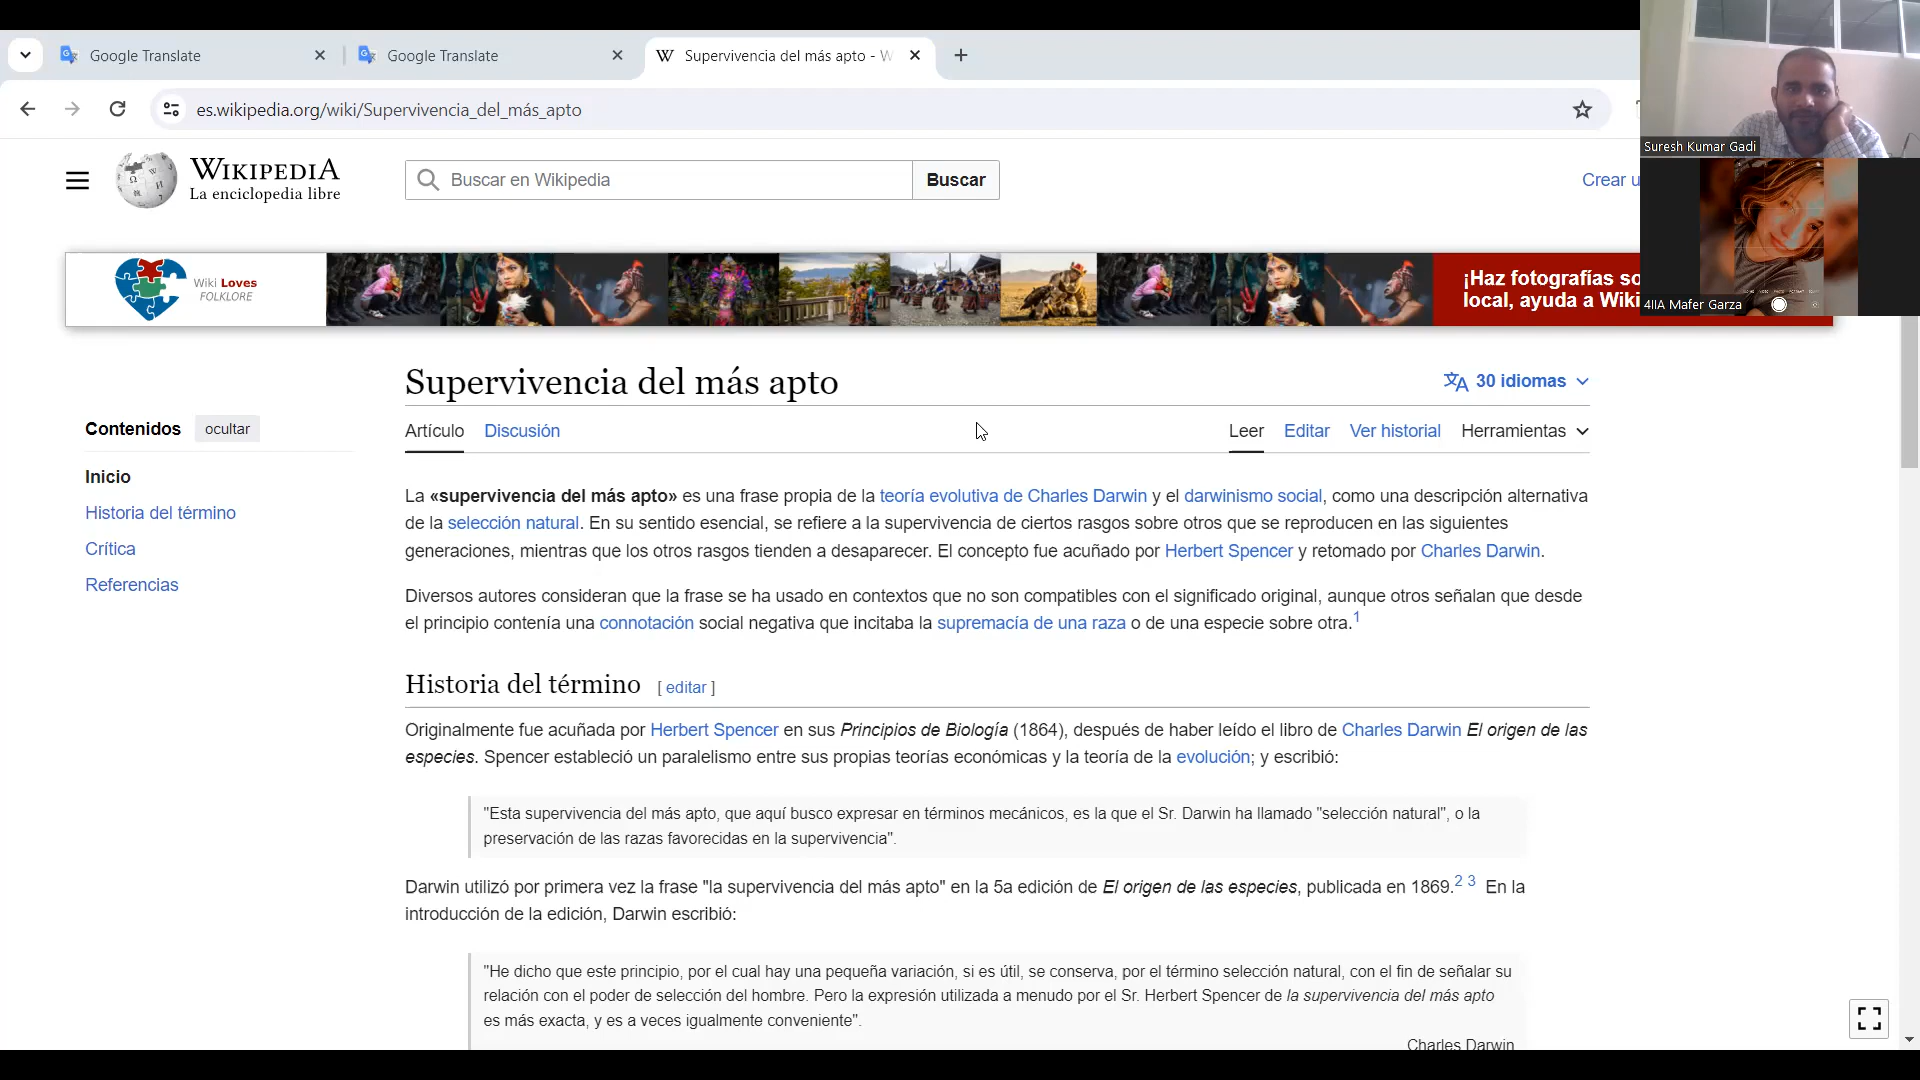 Google Translate
Google Translate
Supervivencia del más apto - W
es.wikipedia.org/wiki/Supervivencia_del_más_apto
Suresh Kumar Gadi
WIKIPEDIA
La enciclopedia libre
Buscar en Wikipedia
Buscar
Crear u
Wiki Loves
FOLKLORE
¡Haz fotografías so
local, ayuda a Wiki
4IIA Mafer Garza
Supervivencia del más apto
30 idiomas
Contenidos
ocultar
Artículo
Discusión
Leer
Editar
Ver historial
Herramientas
Inicio
Historia del término
Crítica
Referencias
La «supervivencia del más apto» es una frase propia de la teoría evolutiva de Charles Darwin y el darwinismo social, como una descripción alternativa
de la selección natural. En su sentido esencial, se refiere a la supervivencia de ciertos rasgos sobre otros que se reproducen en las siguientes
generaciones, mientras que los otros rasgos tienden a desaparecer. El concepto fue acuñado por Herbert Spencer y retomado por Charles Darwin.
Diversos autores consideran que la frase se ha usado en contextos que no son compatibles con el significado original, aunque otros señalan que desde
el principio contenía una connotación social negativa que incitaba la supremacía de una raza o de una especie sobre otra.1
Historia del término [ editar ]
Originalmente fue acuñada por Herbert Spencer en sus Principios de Biología (1864), después de haber leído el libro de Charles Darwin El origen de las
especies. Spencer estableció un paralelismo entre sus propias teorías económicas y la teoría de la evolución; y escribió:
"Esta supervivencia del más apto, que aquí busco expresar en términos mecánicos, es la que el Sr. Darwin ha llamado "selección natural", o la
preservación de las razas favorecidas en la supervivencia".
Darwin utilizó por primera vez la frase "la supervivencia del más apto" en la 5a edición de El origen de las especies, publicada en 1869.2 3 En la
introducción de la edición, Darwin escribió:
"He dicho que este principio, por el cual hay una pequeña variación, si es útil, se conserva, por el término selección natural, con el fin de señalar su
relación con el poder de selección del hombre. Pero la expresión utilizada a menudo por el Sr. Herbert Spencer de la supervivencia del más apto
es más exacta, y es a veces igualmente conveniente".
Charles Darwin